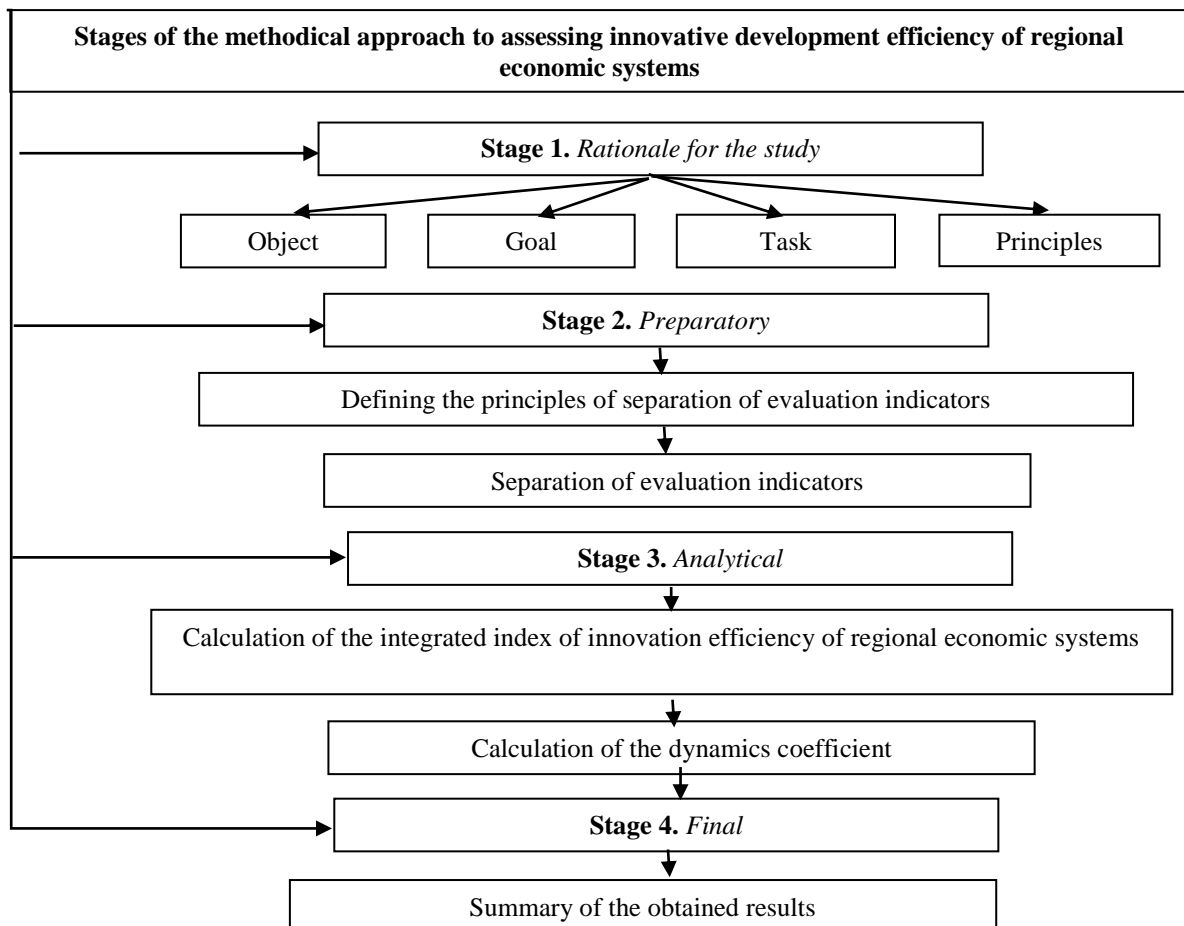 Stages of the methodical approach to assessing innovative development efficiency of regional
economic systems
Stage 1. Rationale for the study
Object
Goal
Task
Principles
Stage 2. Preparatory
Defining the principles of separation of evaluation indicators
Separation of evaluation indicators
Stage 3. Analytical
Calculation of the integrated index of innovation efficiency of regional economic systems
Calculation of the dynamics coefficient
Stage 4. Final
Summary of the obtained results